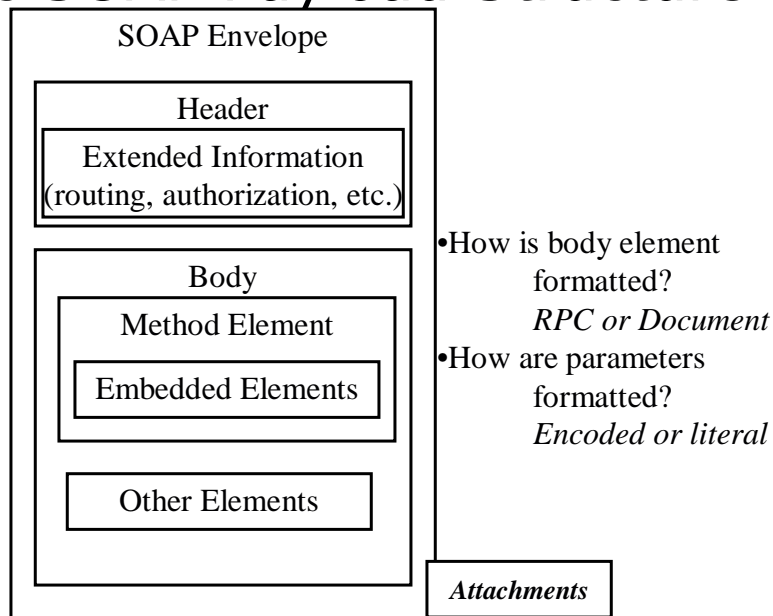 SOAP Envelope
Header
Extended Information
(routing, authorization, etc.)
Body
Method Element
Embedded Elements
Other Elements
•How is body element
formatted?
RPC or Document
•How are parameters
formatted?
Encoded or literal
Attachments